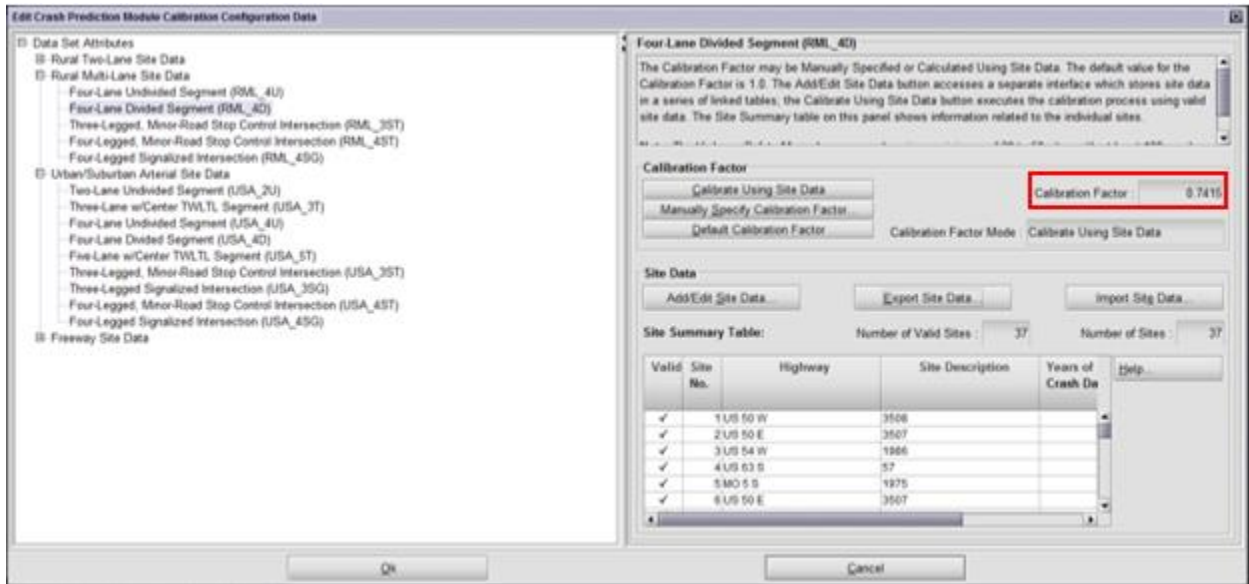 Edit Crash Prediction Module Calibration Configuration Data
Data Set Attributes
Rural Two-Lane Site Data
Rural Multi-Lane Site Data
Four-Lane Undivided Segment (RML_4U)
Four-Lane Divided Segment (RML_4D)
Three-Legged, Minor-Road Stop Control Intersection (RML_3ST)
Four-Legged, Minor-Road Stop Control Intersection (RML_4ST)
Four-Legged Signalized Intersection (RML_4SG)
Urban/Suburban Arterial Site Data
Two-Lane Undivided Segment (USA_2U)
Three-Lane w/Center TWLTL Segment (USA_3T)
Four-Lane Undivided Segment (USA_4U)
Four-Lane Divided Segment (USA_4D)
Five-Lane w/Center TWLTL Segment (USA_5T)
Three-Legged, Minor-Road Stop Control Intersection (USA_3ST)
Three-Legged Signalized Intersection (USA_3SG)
Four-Legged, Minor-Road Stop Control Intersection (USA_4ST)
Four-Legged Signalized Intersection (USA_4SG)
Freeway Site Data
Four-Lane Divided Segment (RML_4D)
The Calibration Factor may be Manually Specified or Calculated Using Site Data. The default value for the
Calibration Factor is 1.0. The Add/Edit Site Data button accesses a separate interface which stores site data
in a series of linked tables; the Calibrate Using Site Data button executes the calibration process using valid
site data. The Site Summary table on this panel shows information related to the individual sites.
Calibration Factor
Calibrate Using Site Data
Calibration Factor : 0.7415
Manually Specify Calibration Factor...
Default Calibration Factor
Calibration Factor Mode : Calibrate Using Site Data
Site Data
Add/Edit Site Data... Export Site Data... Import Site Data...
Site Summary Table: Number of Valid Sites : 37 Number of Sites : 37
Valid Site No. Highway Site Description Years of Crash Da Help...
✓ 1 US 50 W 3508
✓ 2 US 50 E 3507
✓ 3 US 54 W 1986
✓ 4 US 63 S 57
✓ 5 MO 5 S 1975
✓ 6 US 50 E 3507
Ok Cancel